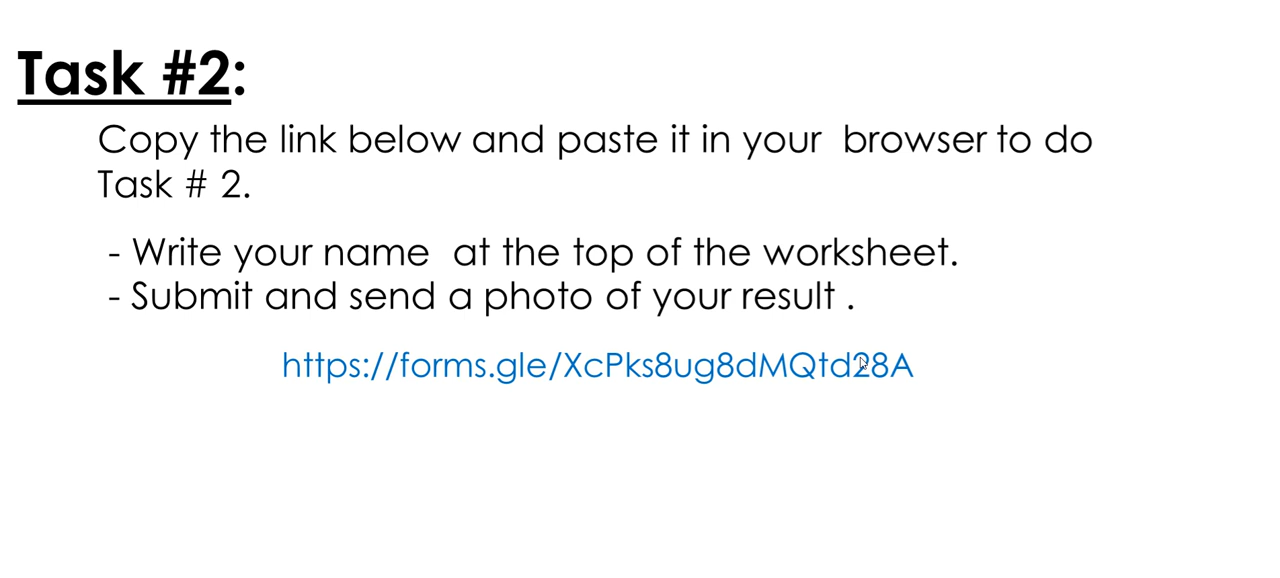 Task #2:
Copy the link below and paste it in your  browser to do
Task # 2.
- Write your name  at the top of the worksheet.
- Submit and send a photo of your result .
https://forms.gle/XcPks8ug8dMQtd28A